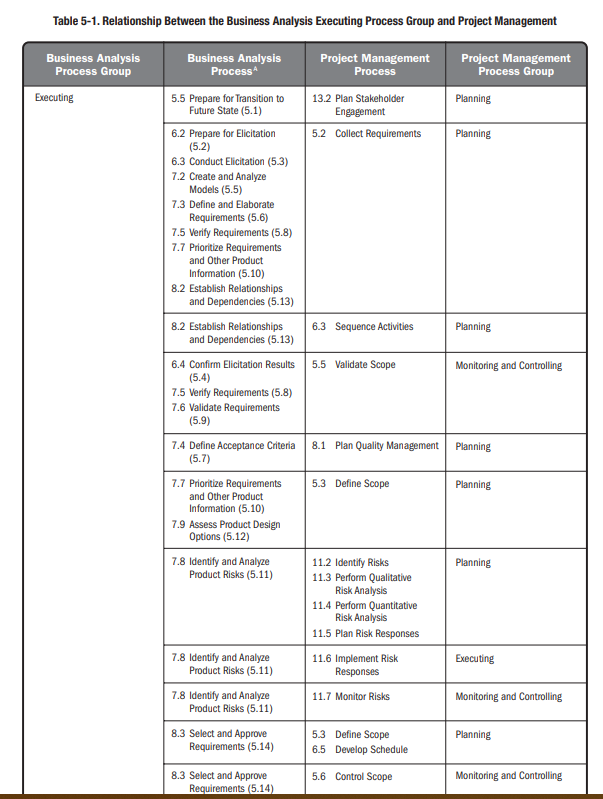 Table 5-1. Relationship Between the Business Analysis Executing Process Group and Project Management
Business Analysis
Process Group
Business Analysis
Process^A
Project Management
Process
Project Management
Process Group
Executing
5.5 Prepare for Transition to
Future State (5.1)
13.2 Plan Stakeholder
Engagement
Planning
6.2 Prepare for Elicitation
(5.2)
6.3 Conduct Elicitation (5.3)
7.2 Create and Analyze
Models (5.5)
7.3 Define and Elaborate
Requirements (5.6)
7.5 Verify Requirements (5.8)
7.7 Prioritize Requirements
and Other Product
Information (5.10)
8.2 Establish Relationships
and Dependencies (5.13)
5.2 Collect Requirements
Planning
8.2 Establish Relationships
and Dependencies (5.13)
6.3 Sequence Activities
Planning
6.4 Confirm Elicitation Results
(5.4)
7.5 Verify Requirements (5.8)
7.6 Validate Requirements
(5.9)
5.5 Validate Scope
Monitoring and Controlling
7.4 Define Acceptance Criteria
(5.7)
8.1 Plan Quality Management
Planning
7.7 Prioritize Requirements
and Other Product
Information (5.10)
7.9 Assess Product Design
Options (5.12)
5.3 Define Scope
Planning
7.8 Identify and Analyze
Product Risks (5.11)
11.2 Identify Risks
11.3 Perform Qualitative
Risk Analysis
11.4 Perform Quantitative
Risk Analysis
11.5 Plan Risk Responses
Planning
7.8 Identify and Analyze
Product Risks (5.11)
11.6 Implement Risk
Responses
Executing
7.8 Identify and Analyze
Product Risks (5.11)
11.7 Monitor Risks
Monitoring and Controlling
8.3 Select and Approve
Requirements (5.14)
5.3 Define Scope
6.5 Develop Schedule
Planning
8.3 Select and Approve
Requirements (5.14)
5.6 Control Scope
Monitoring and Controlling